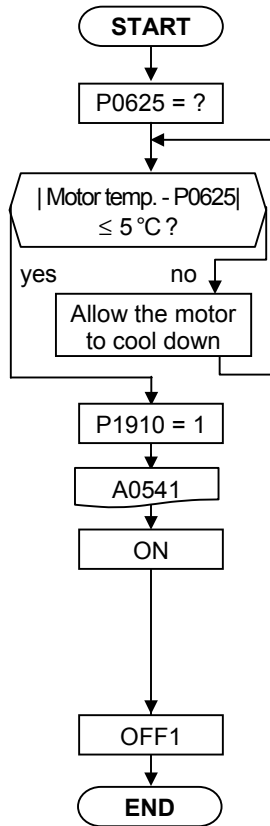 START
P0625 = ?
| Motor temp. - P0625|
≤ 5 °C ?
yes
no
Allow the motor
to cool down
P1910 = 1
A0541
ON
OFF1
END